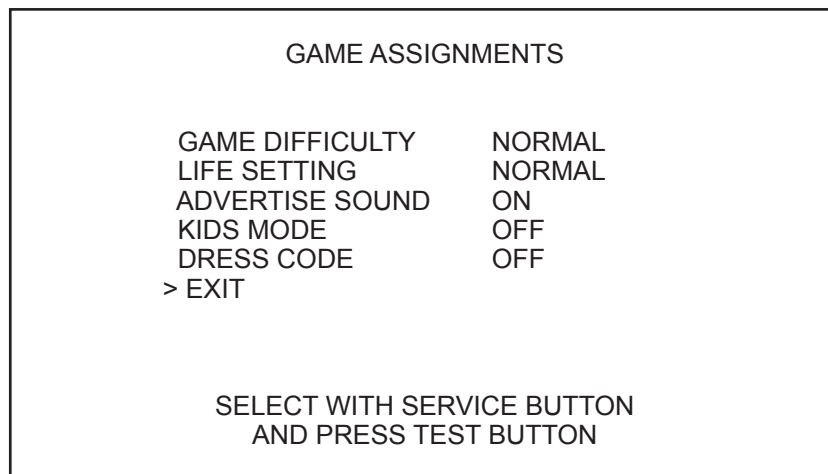 GAME ASSIGNMENTS
GAME DIFFICULTY NORMAL
LIFE SETTING NORMAL
ADVERTISE SOUND ON
KIDS MODE OFF
DRESS CODE OFF
> EXIT
SELECT WITH SERVICE BUTTON
AND PRESS TEST BUTTON